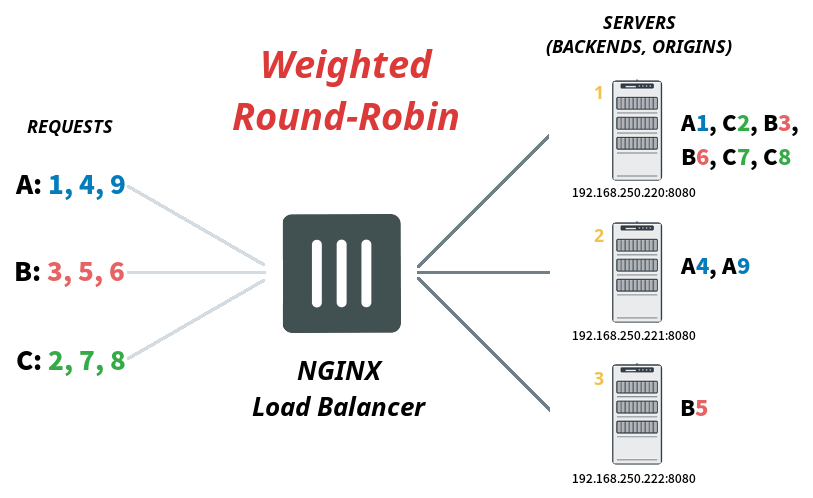 SERVERS
(BACKENDS, ORIGINS)
Weighted
Round-Robin
REQUESTS
A: 1, 4, 9
B: 3, 5, 6
C: 2, 7, 8
NGINX
Load Balancer
1
A1, C2, B3,
B6, C7, C8
192.168.250.220:8080
2
A4, A9
192.168.250.221:8080
3
B5
192.168.250.222:8080